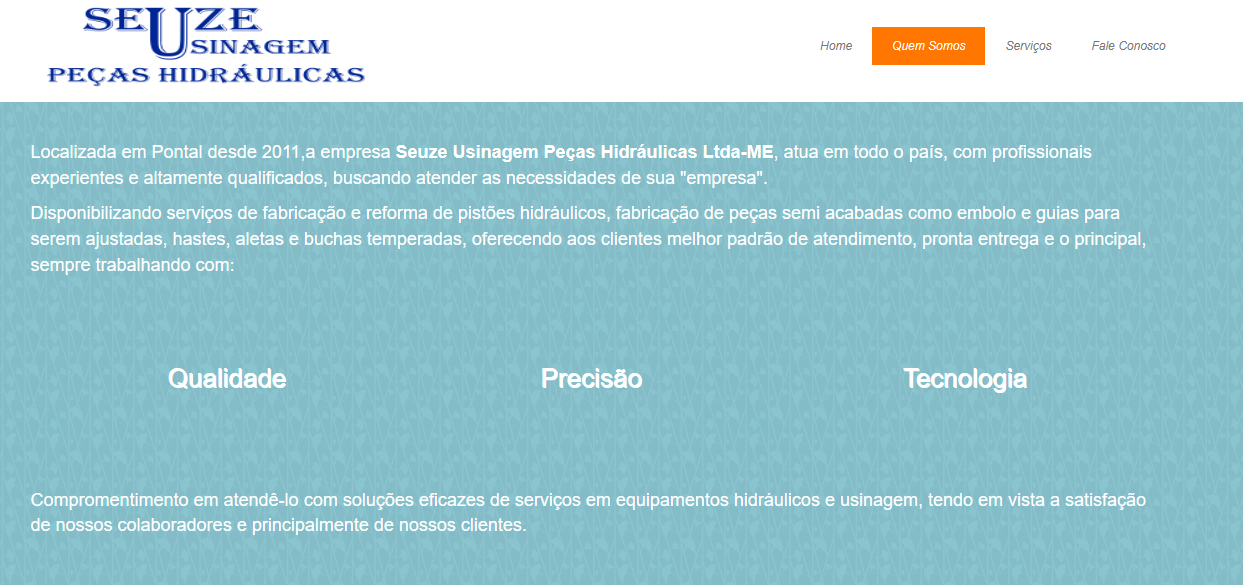 SEUZE
USINAGEM
PEÇAS HIDRÁULICAS
Home Quem Somos Serviços Fale Conosco
Localizada em Pontal desde 2011,a empresa Seuze Usinagem Peças Hidráulicas Ltda-ME, atua em todo o país, com profissionais
experientes e altamente qualificados, buscando atender as necessidades de sua "empresa".
Disponibilizando serviços de fabricação e reforma de pistões hidráulicos, fabricação de peças semi acabadas como embolo e guias para
serem ajustadas, hastes, aletas e buchas temperadas, oferecendo aos clientes melhor padrão de atendimento, pronta entrega e o principal,
sempre trabalhando com:
Qualidade Precisão Tecnologia
Compromentimento em atendê-lo com soluções eficazes de serviços em equipamentos hidráulicos e usinagem, tendo em vista a satisfação
de nossos colaboradores e principalmente de nossos clientes.